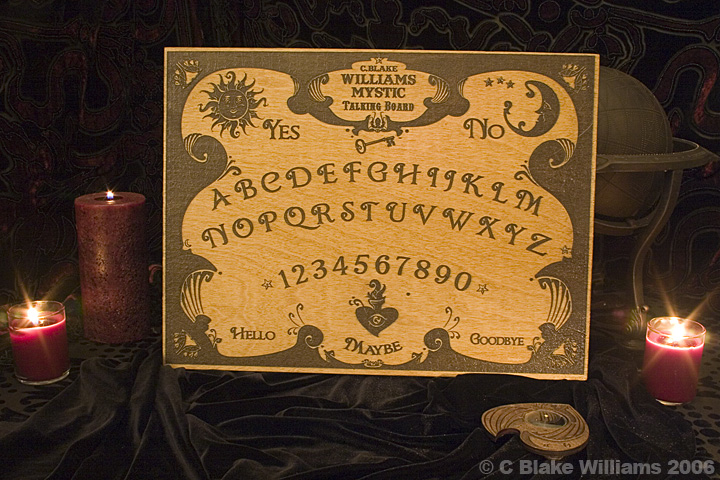 C. BLAKE
WILLIAMS
MYSTIC
TALKING BOARD
YES NO
ABCDEFGHIJKLM
NOPQRSTUVWXYZ
1234567890
HELLO MAYBE GOODBYE
© C Blake Williams 2006